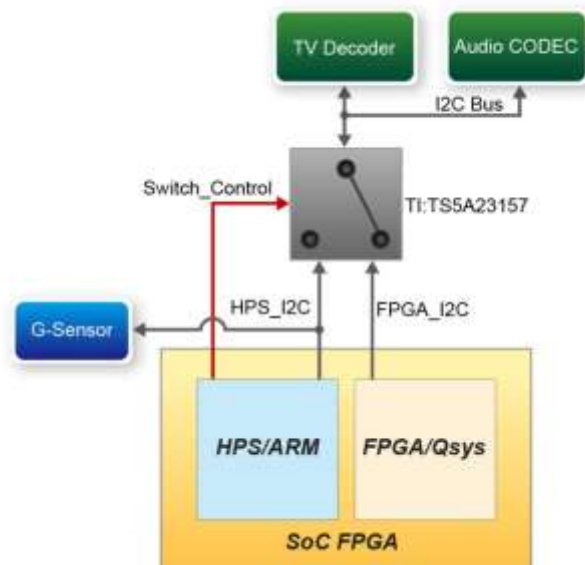 TV Decoder
Audio CODEC
I2C Bus
Switch_Control
TI:TS5A23157
HPS_I2C
FPGA_I2C
G-Sensor
HPS/ARM
FPGA/Qsys
SoC FPGA